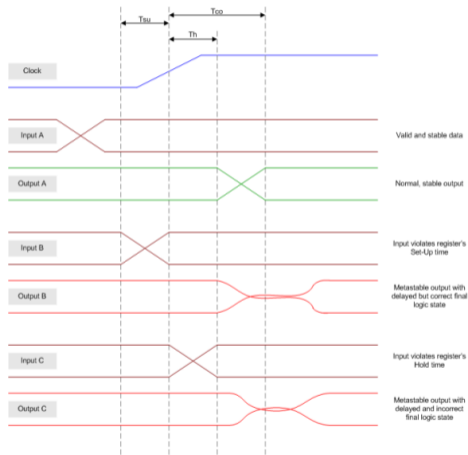 Tco
Tsu
Th
Clock
Input A
Valid and stable data
Output A
Normal, stable output
Input B
Input violates register's
Set-Up time
Output B
Metastable output with
delayed but correct final
logic state
Input C
Input violates register's
Hold time
Output C
Metastable output with
delayed and incorrect
final logic state